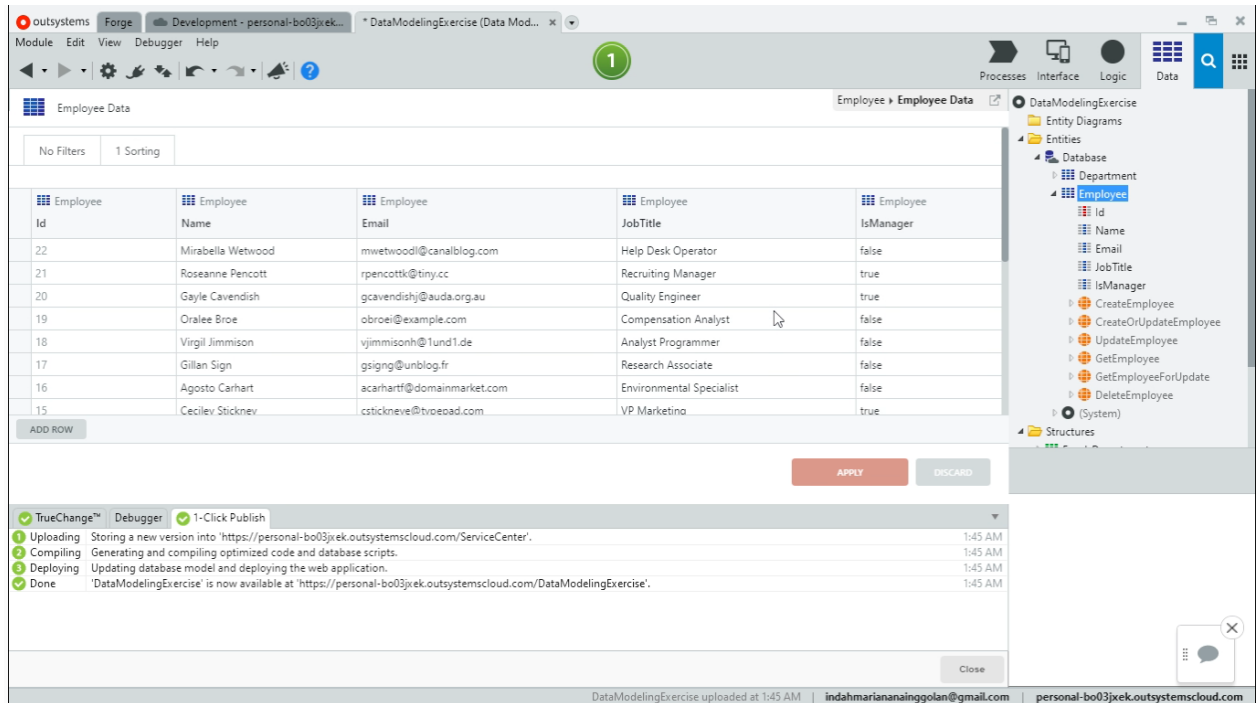 outsystems Forge Development - personal-bo03jxek... * DataModelingExercise (Data Mod...
Module Edit View Debugger Help
1
Processes Interface Logic Data
Employee Data
Employee Employee Data
No Filters 1 Sorting
Employee Employee Employee Employee Employee
Id Name Email JobTitle IsManager
22 Mirabella Wetwood mwetwoodl@canalblog.com Help Desk Operator false
21 Roseanne Pencott rpencottk@tiny.cc Recruiting Manager true
20 Gayle Cavendish gcavendishj@auda.org.au Quality Engineer true
19 Oralee Broe obroei@example.com Compensation Analyst false
18 Virgil Jimmison vjimmisonh@1und1.de Analyst Programmer false
17 Gillan Sign gsigng@unblog.fr Research Associate false
16 Agosto Carhart acarhartf@domainmarket.com Environmental Specialist false
15 Ceciley Stickney cstickneye@typepad.com VP Marketing true
ADD ROW
APPLY DISCARD
DataModelingExercise
Entity Diagrams
Entities
Database
Department
Employee
Id
Name
Email
JobTitle
IsManager
CreateEmployee
CreateOrUpdateEmployee
UpdateEmployee
GetEmployee
GetEmployeeForUpdate
DeleteEmployee
(System)
Structures
TrueChange™ Debugger 1-Click Publish
1 Uploading Storing a new version into 'https://personal-bo03jxek.outsystemscloud.com/ServiceCenter'. 1:45 AM
2 Compiling Generating and compiling optimized code and database scripts. 1:45 AM
3 Deploying Updating database model and deploying the web application. 1:45 AM
Done 'DataModelingExercise' is now available at 'https://personal-bo03jxek.outsystemscloud.com/DataModelingExercise'. 1:45 AM
Close
DataModelingExercise uploaded at 1:45 AM | indahmariananainggolan@gmail.com | personal-bo03jxek.outsystemscloud.com